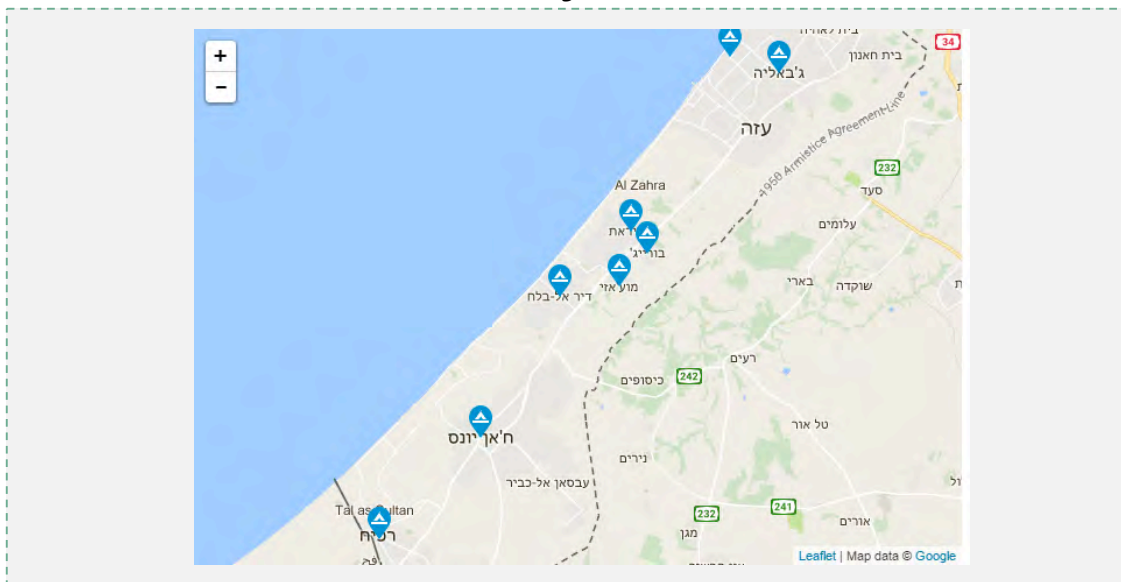 +
−
34
בית חאנון
ג'באליה
עזה
1950 Armistice Agreement Line
232
Al Zahra
סעד
עלומים
בורייג'
מוע'אזי
דיר אל-בלח
בארי
שוקדה
רעים
242
כיסופים
ח'אן יונס
טל אור
נירים
עבסאן אל-כביר
Tal as Sultan
232
241
רפיח
מגן
אורים
Leaflet | Map data © Google